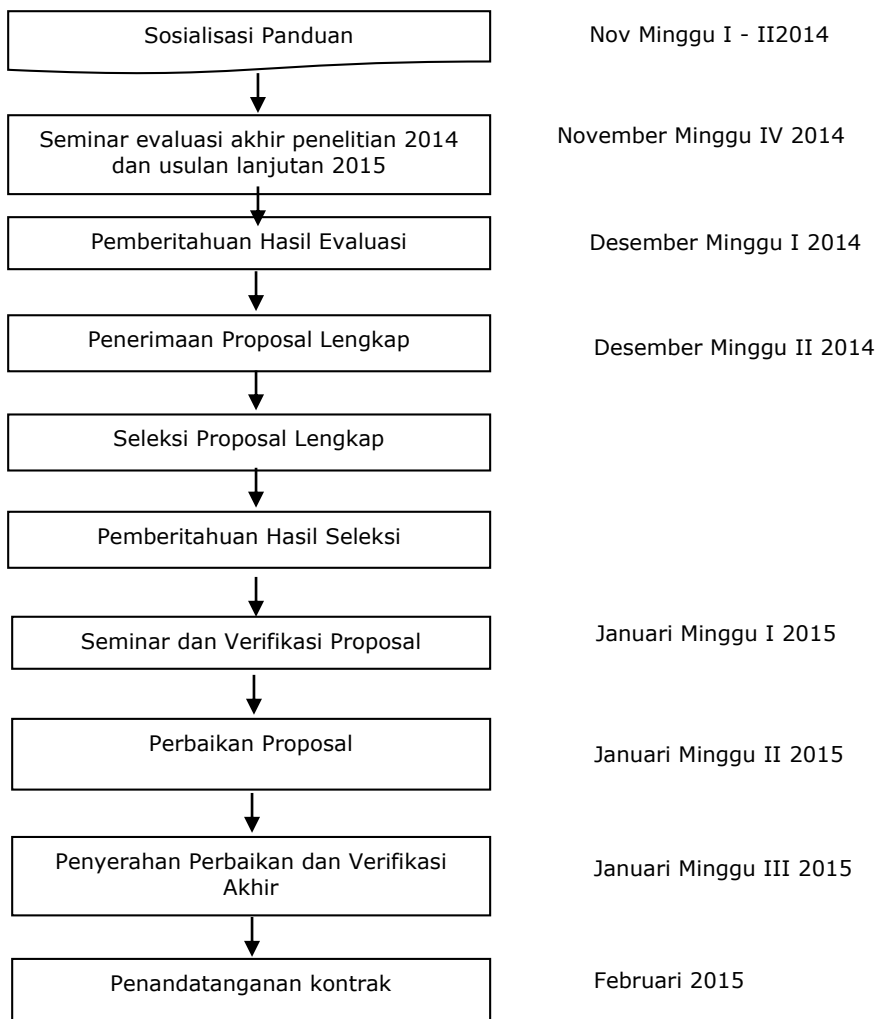 Sosialisasi Panduan
Nov Minggu I - II2014
Seminar evaluasi akhir penelitian 2014
dan usulan lanjutan 2015
November Minggu IV 2014
Pemberitahuan Hasil Evaluasi
Desember Minggu I 2014
Penerimaan Proposal Lengkap
Desember Minggu II 2014
Seleksi Proposal Lengkap
Pemberitahuan Hasil Seleksi
Seminar dan Verifikasi Proposal
Januari Minggu I 2015
Perbaikan Proposal
Januari Minggu II 2015
Penyerahan Perbaikan dan Verifikasi
Akhir
Januari Minggu III 2015
Penandatanganan kontrak
Februari 2015